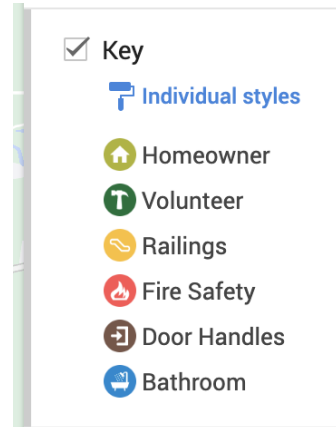 Key
Individual styles
Homeowner
Volunteer
Railings
Fire Safety
Door Handles
Bathroom